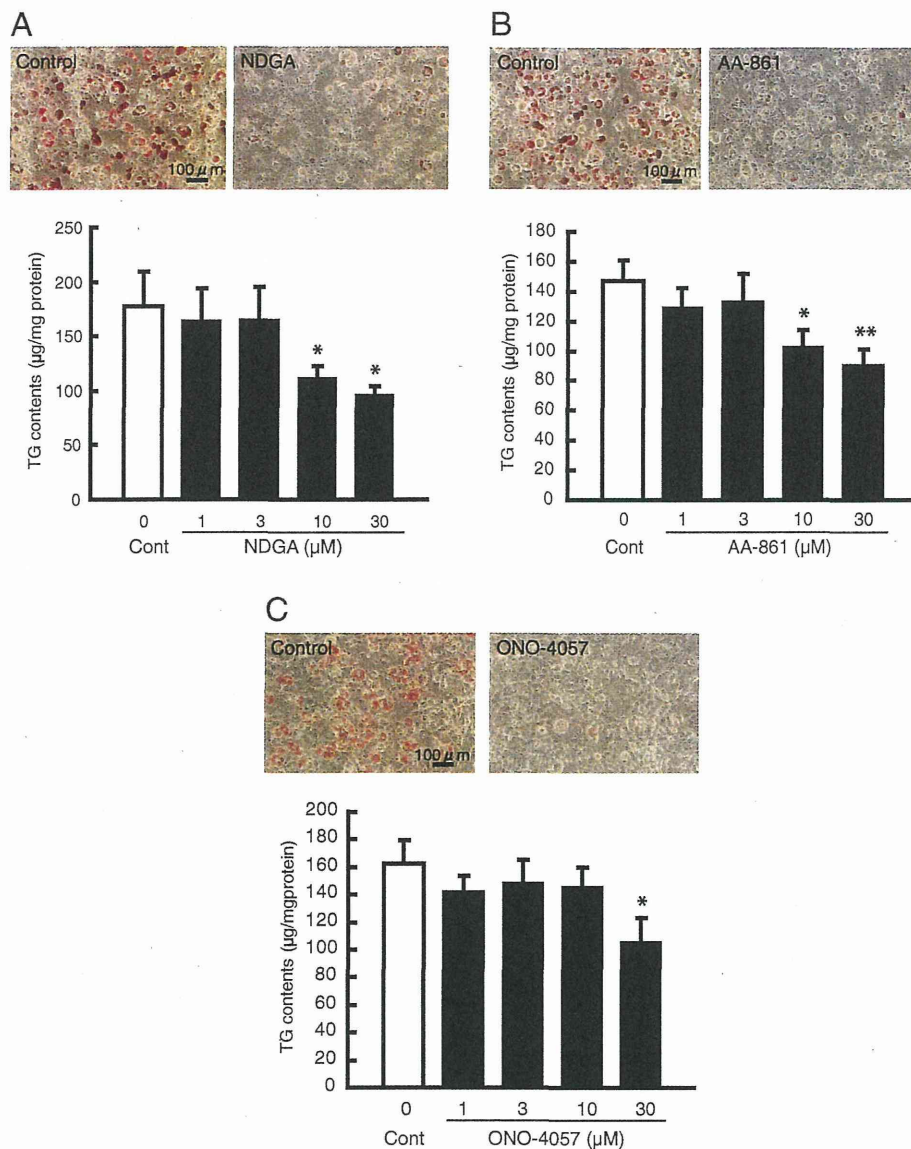 A
Control
NDGA
100 μm
TG contents (μg/mg protein)
250
200
150
100
50
0
*
*
0
1
3
10
30
Cont
NDGA (μM)
B
Control
AA-861
100 μm
TG contents (μg/mg protein)
180
160
140
120
100
80
60
40
20
0
*
**
0
1
3
10
30
Cont
AA-861 (μM)
C
Control
ONO-4057
100 μm
TG contents (μg/mgprotein)
200
180
160
140
120
100
80
60
40
20
0
*
0
1
3
10
30
Cont
ONO-4057 (μM)